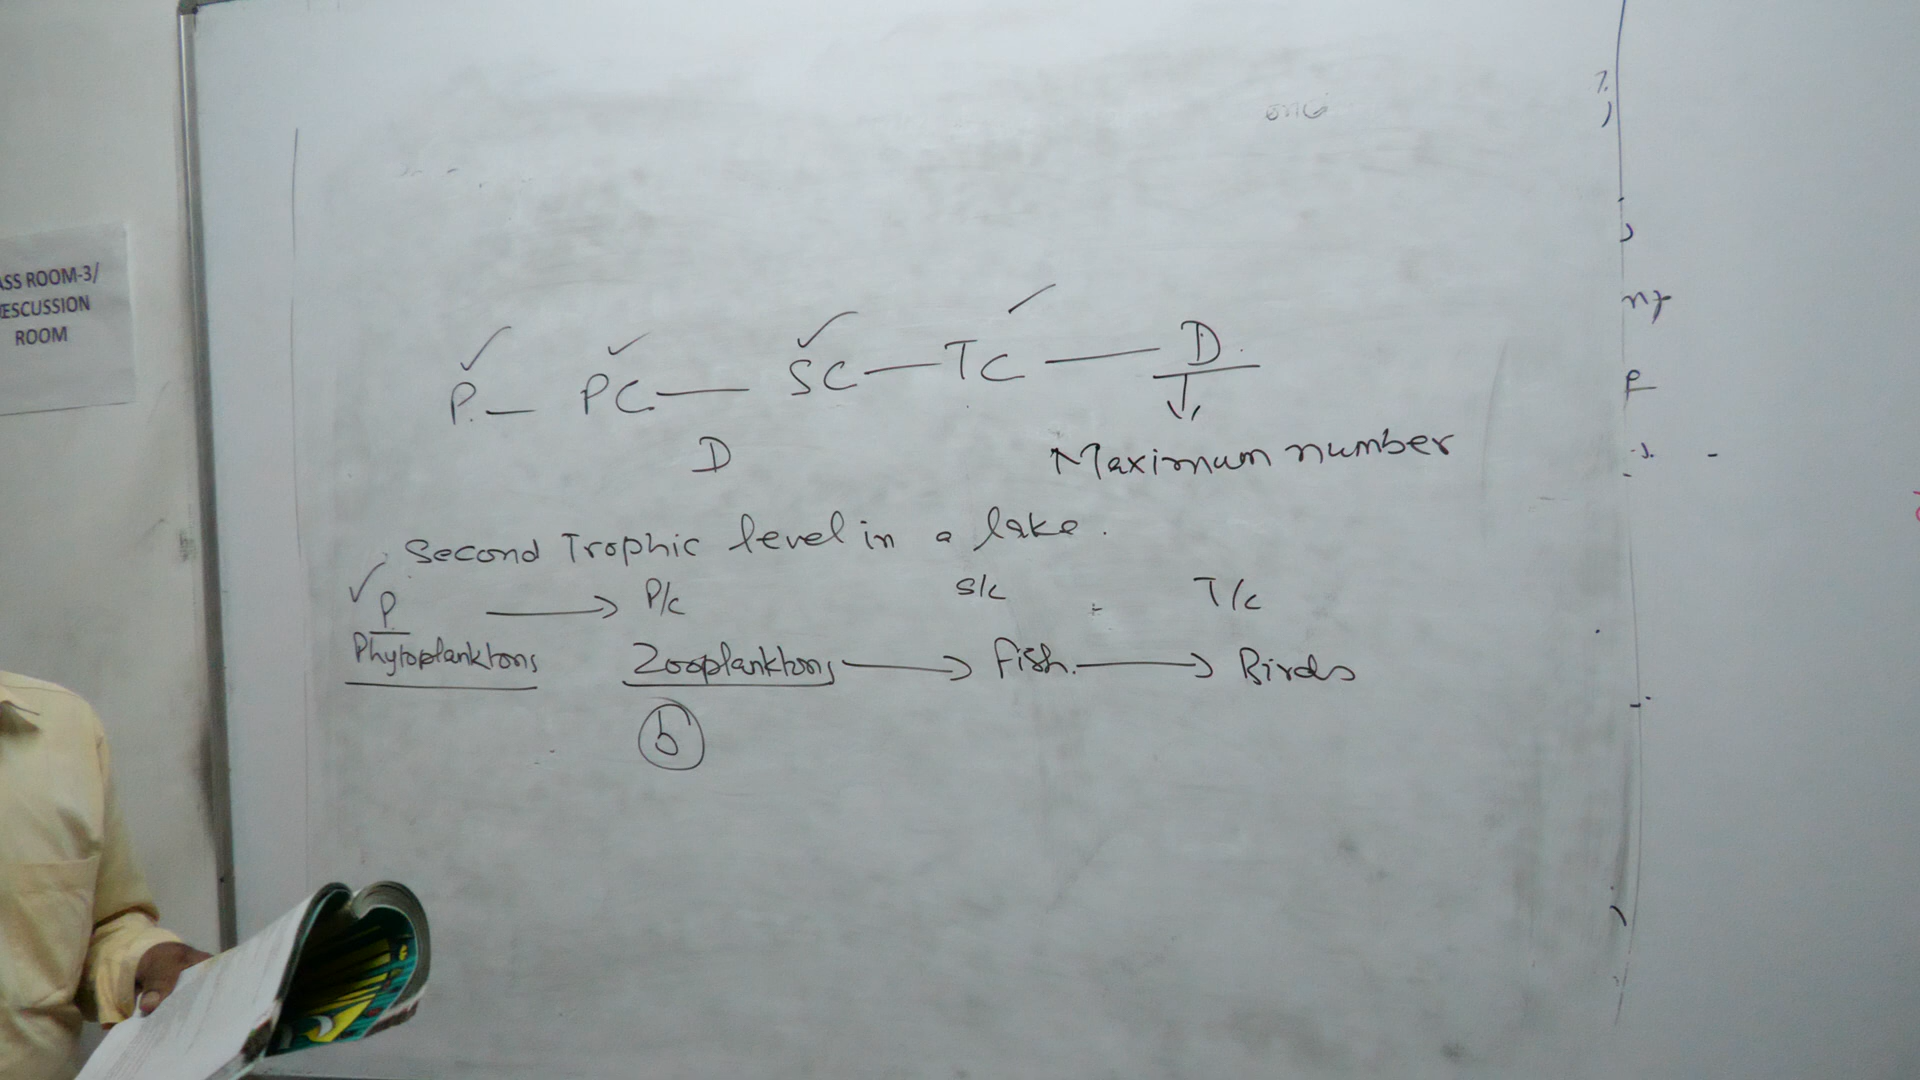 ASS ROOM-3/
ESCUSSION
ROOM
P. — PC — SC — TC — D.
D
Maximum number
Second Trophic level in a lake.
P. → P/c S/c T/c
Phytoplanktons Zooplanktons → Fish. → Birds
b